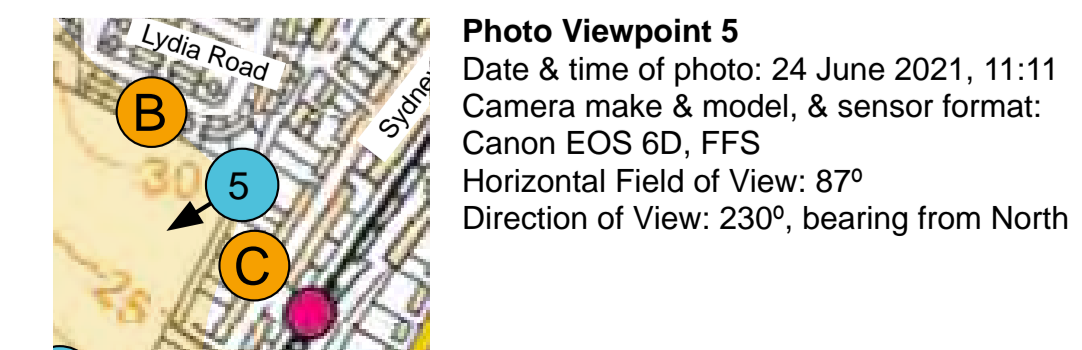 Lydia Road
B
Sydney
30
5
C
25
Photo Viewpoint 5
Date & time of photo: 24 June 2021, 11:11
Camera make & model, & sensor format:
Canon EOS 6D, FFS
Horizontal Field of View: 87º
Direction of View: 230º, bearing from North